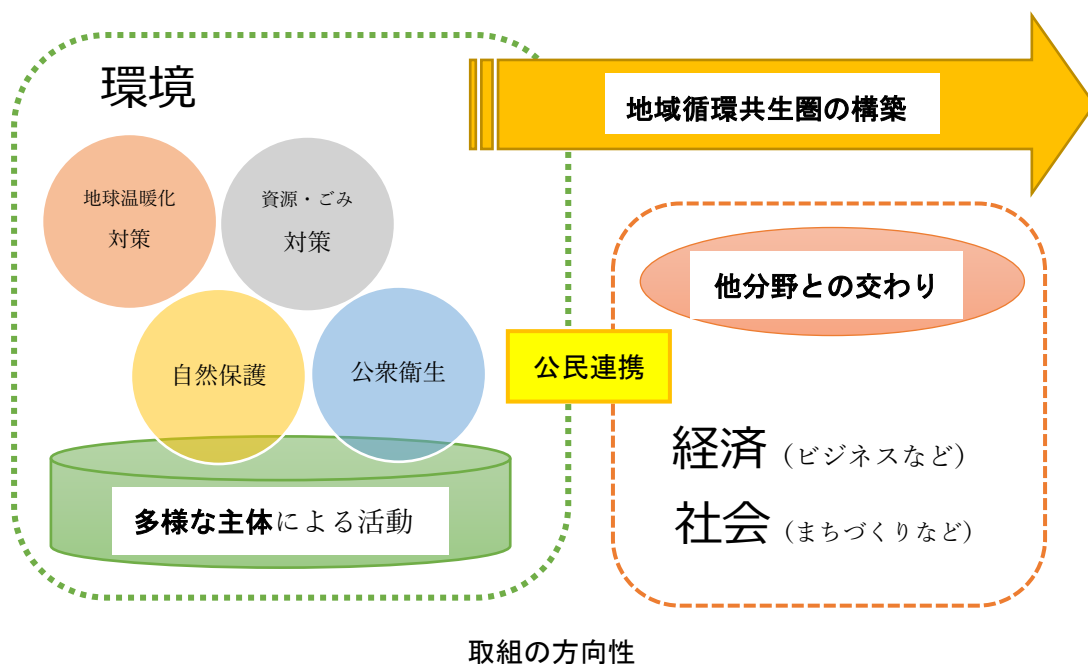 環境
地域循環共生圏の構築
地球温暖化
対策
資源・ごみ
対策
自然保護
公衆衛生
多様な主体による活動
公民連携
他分野との交わり
経済（ビジネスなど）
社会（まちづくりなど）
取組の方向性